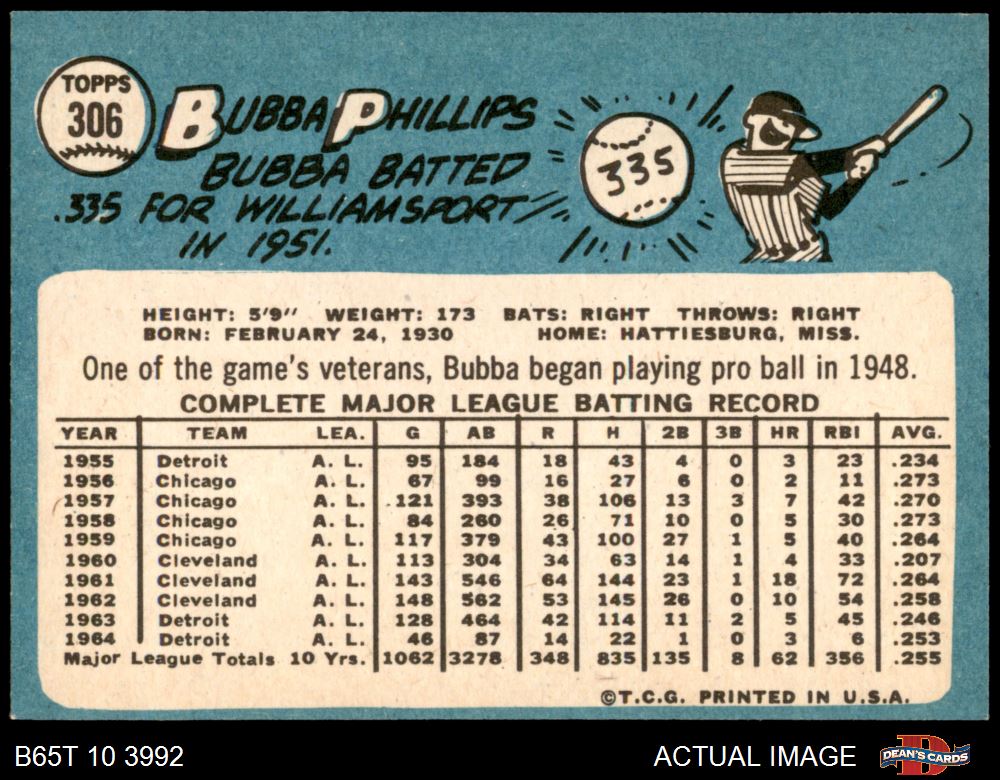 TOPPS
306
BUBBA PHILLIPS
BUBBA BATTED
.335 FOR WILLIAMSPORT
IN 1951.
335
HEIGHT: 5'9" WEIGHT: 173 BATS: RIGHT THROWS: RIGHT
BORN: FEBRUARY 24, 1930 HOME: HATTIESBURG, MISS.
One of the game's veterans, Bubba began playing pro ball in 1948.
COMPLETE MAJOR LEAGUE BATTING RECORD
YEAR TEAM LEA. G AB R H 2B 3B HR RBI AVG.
1955 Detroit A. L. 95 184 18 43 4 0 3 23 .234
1956 Chicago A. L. 67 99 16 27 6 0 2 11 .273
1957 Chicago A. L. 121 393 38 106 13 3 7 42 .270
1958 Chicago A. L. 84 260 26 71 10 0 5 30 .273
1959 Chicago A. L. 117 379 43 100 27 1 5 40 .264
1960 Cleveland A. L. 113 304 34 63 14 1 4 33 .207
1961 Cleveland A. L. 143 546 64 144 23 1 18 72 .264
1962 Cleveland A. L. 148 562 53 145 26 0 10 54 .258
1963 Detroit A. L. 128 464 42 114 11 2 5 45 .246
1964 Detroit A. L. 46 87 14 22 1 0 3 6 .253
Major League Totals 10 Yrs. 1062 3278 348 835 135 8 62 356 .255
©T.C.G. PRINTED IN U.S.A.
B65T 10 3992 ACTUAL IMAGE DEAN'S CARDS